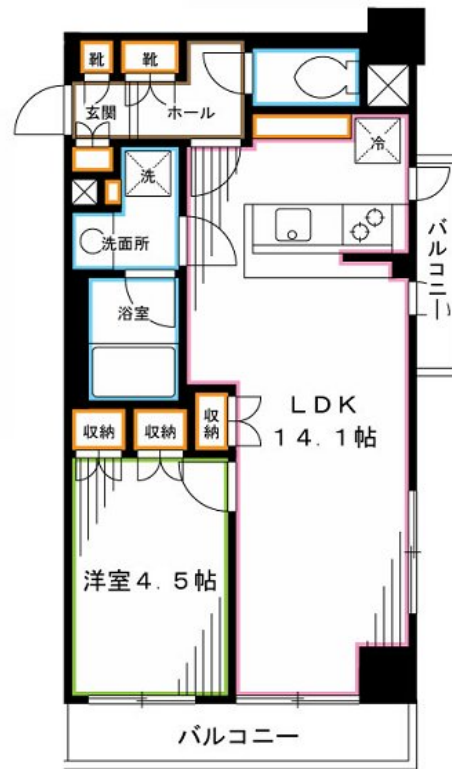 靴
靴
玄関
ホール
洗
冷
洗面所
バルコニー
浴室
収納
収納
収納
LDK
14.1帖
洋室4.5帖
バルコニー